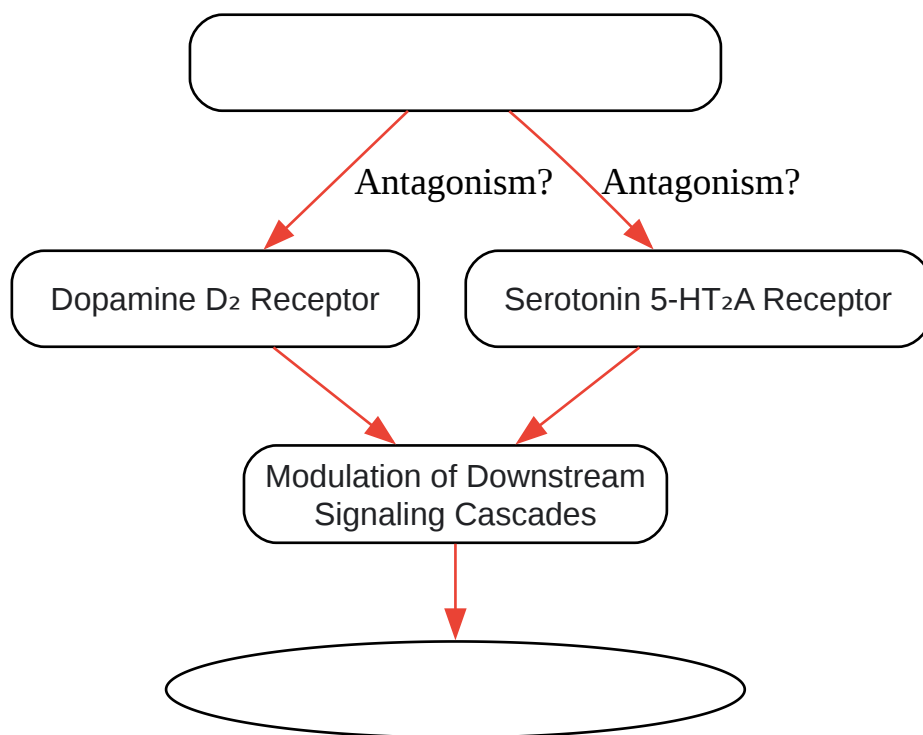 Antagonism? Antagonism?
Dopamine D₂ Receptor
Serotonin 5-HT₂A Receptor
Modulation of Downstream
Signaling Cascades